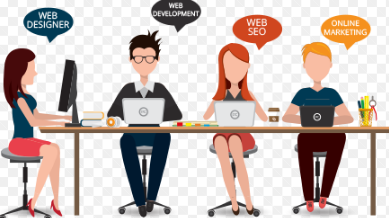 WEB
DESIGNER
WEB
DEVELOPMENT
WEB
SEO
ONLINE
MARKETING